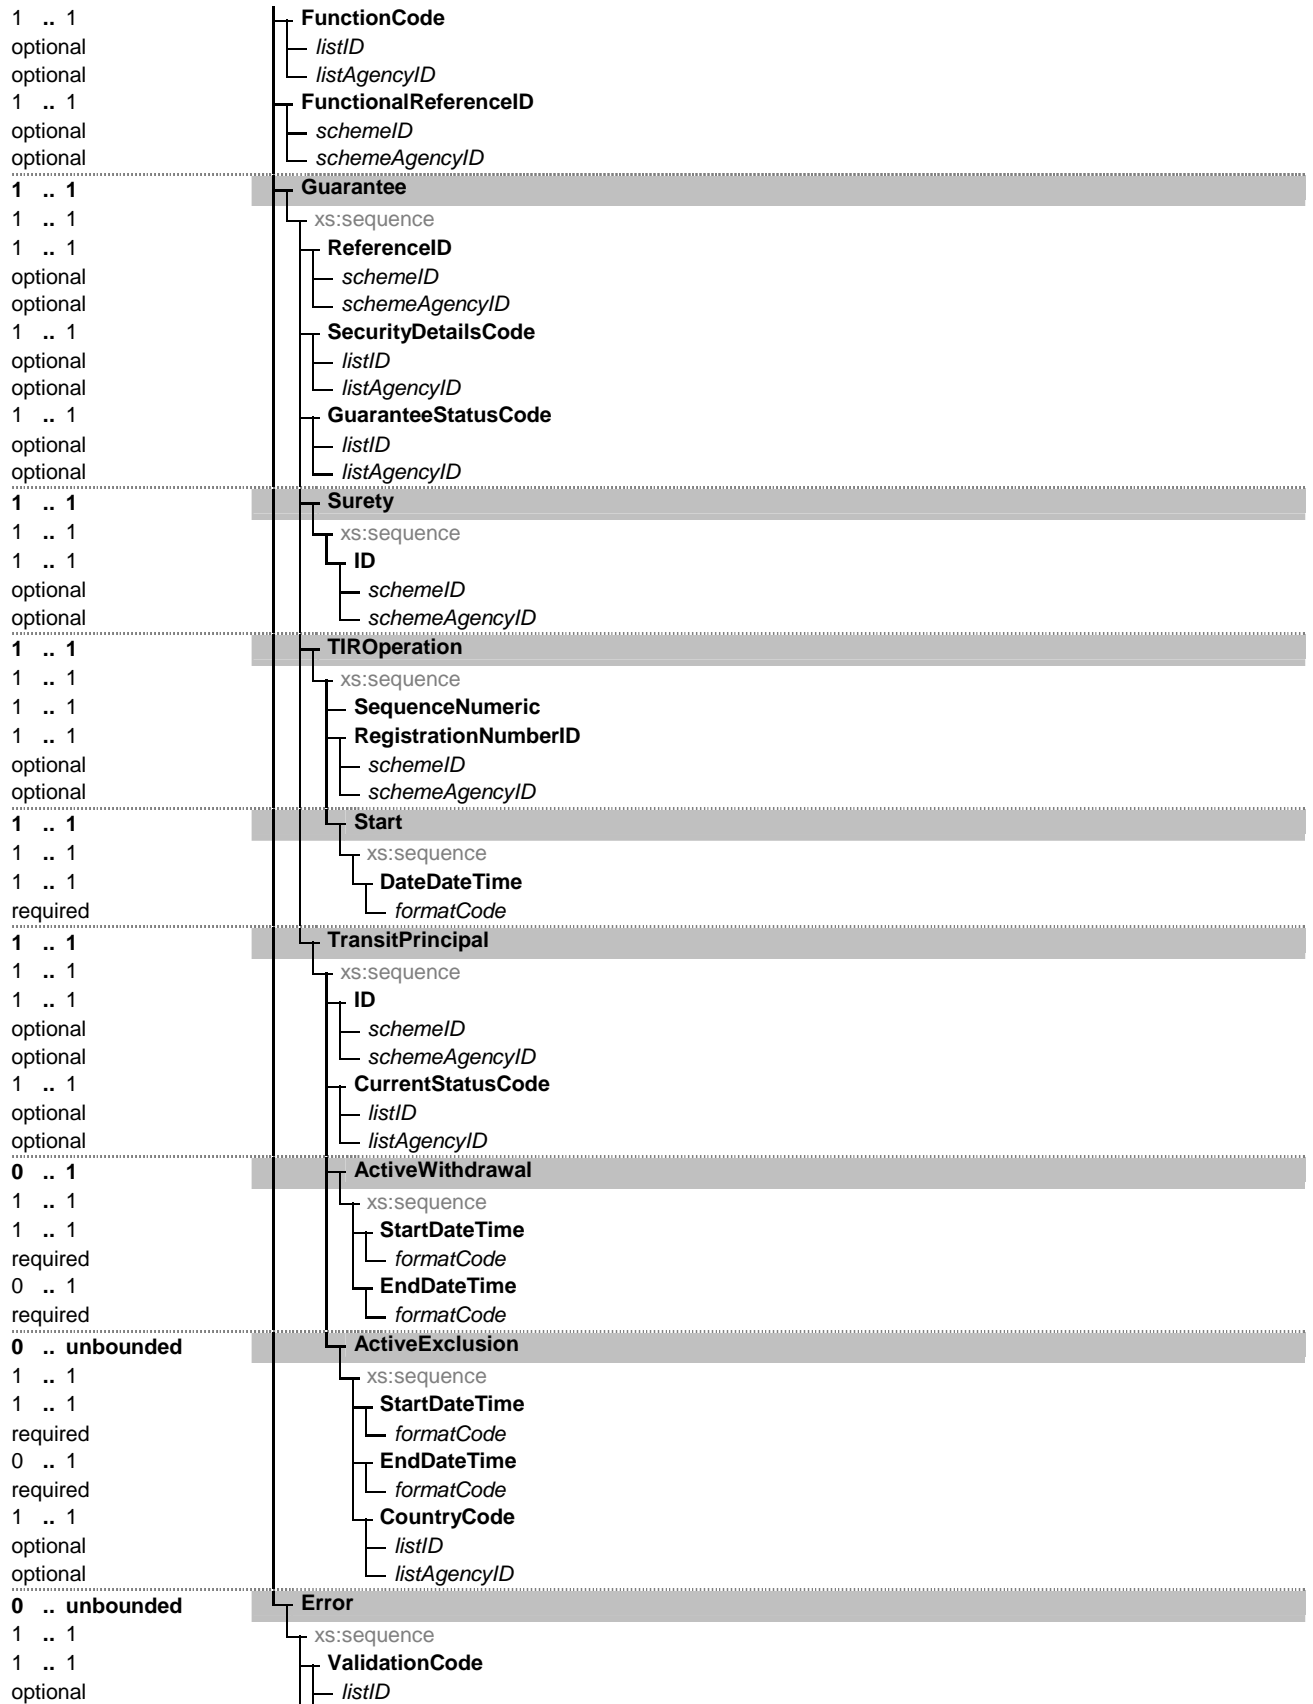 1 .. 1 FunctionCode
optional listID
optional listAgencyID
1 .. 1 FunctionalReferenceID
optional schemeID
optional schemeAgencyID
1 .. 1 Guarantee
1 .. 1 xs:sequence
1 .. 1 ReferenceID
optional schemeID
optional schemeAgencyID
1 .. 1 SecurityDetailsCode
optional listID
optional listAgencyID
1 .. 1 GuaranteeStatusCode
optional listID
optional listAgencyID
1 .. 1 Surety
1 .. 1 xs:sequence
1 .. 1 ID
optional schemeID
optional schemeAgencyID
1 .. 1 TIROperation
1 .. 1 xs:sequence
1 .. 1 SequenceNumeric
1 .. 1 RegistrationNumberID
optional schemeID
optional schemeAgencyID
1 .. 1 Start
1 .. 1 xs:sequence
1 .. 1 DateDateTime
required formatCode
1 .. 1 TransitPrincipal
1 .. 1 xs:sequence
1 .. 1 ID
optional schemeID
optional schemeAgencyID
1 .. 1 CurrentStatusCode
optional listID
optional listAgencyID
0 .. 1 ActiveWithdrawal
1 .. 1 xs:sequence
1 .. 1 StartDateTime
required formatCode
0 .. 1 EndDateTime
required formatCode
0 .. unbounded ActiveExclusion
1 .. 1 xs:sequence
1 .. 1 StartDateTime
required formatCode
0 .. 1 EndDateTime
required formatCode
1 .. 1 CountryCode
optional listID
optional listAgencyID
0 .. unbounded Error
1 .. 1 xs:sequence
1 .. 1 ValidationCode
optional listID